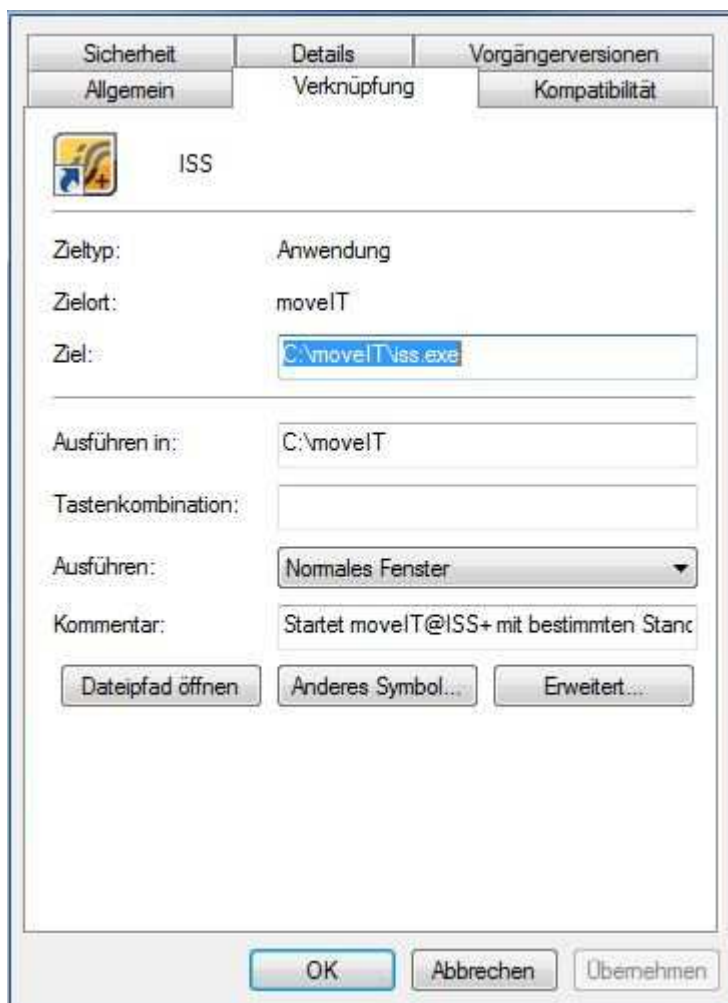 Sicherheit Details Vorgängerversionen
Allgemein Verknüpfung Kompatibilität
ISS
Zieltyp: Anwendung
Zielort: moveIT
Ziel: C:\moveIT\iss.exe
Ausführen in: C:\moveIT
Tastenkombination:
Ausführen: Normales Fenster
Kommentar: Startet moveIT@ISS+ mit bestimmten Stand
Dateipfad öffnen Anderes Symbol... Erweitert...
OK Abbrechen Übernehmen